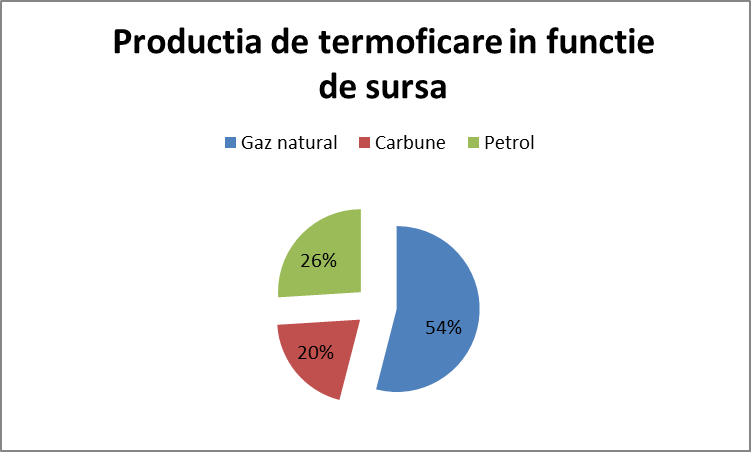 Productia de termoficare in functie
de sursa
Gaz natural Carbune Petrol
26%
54%
20%